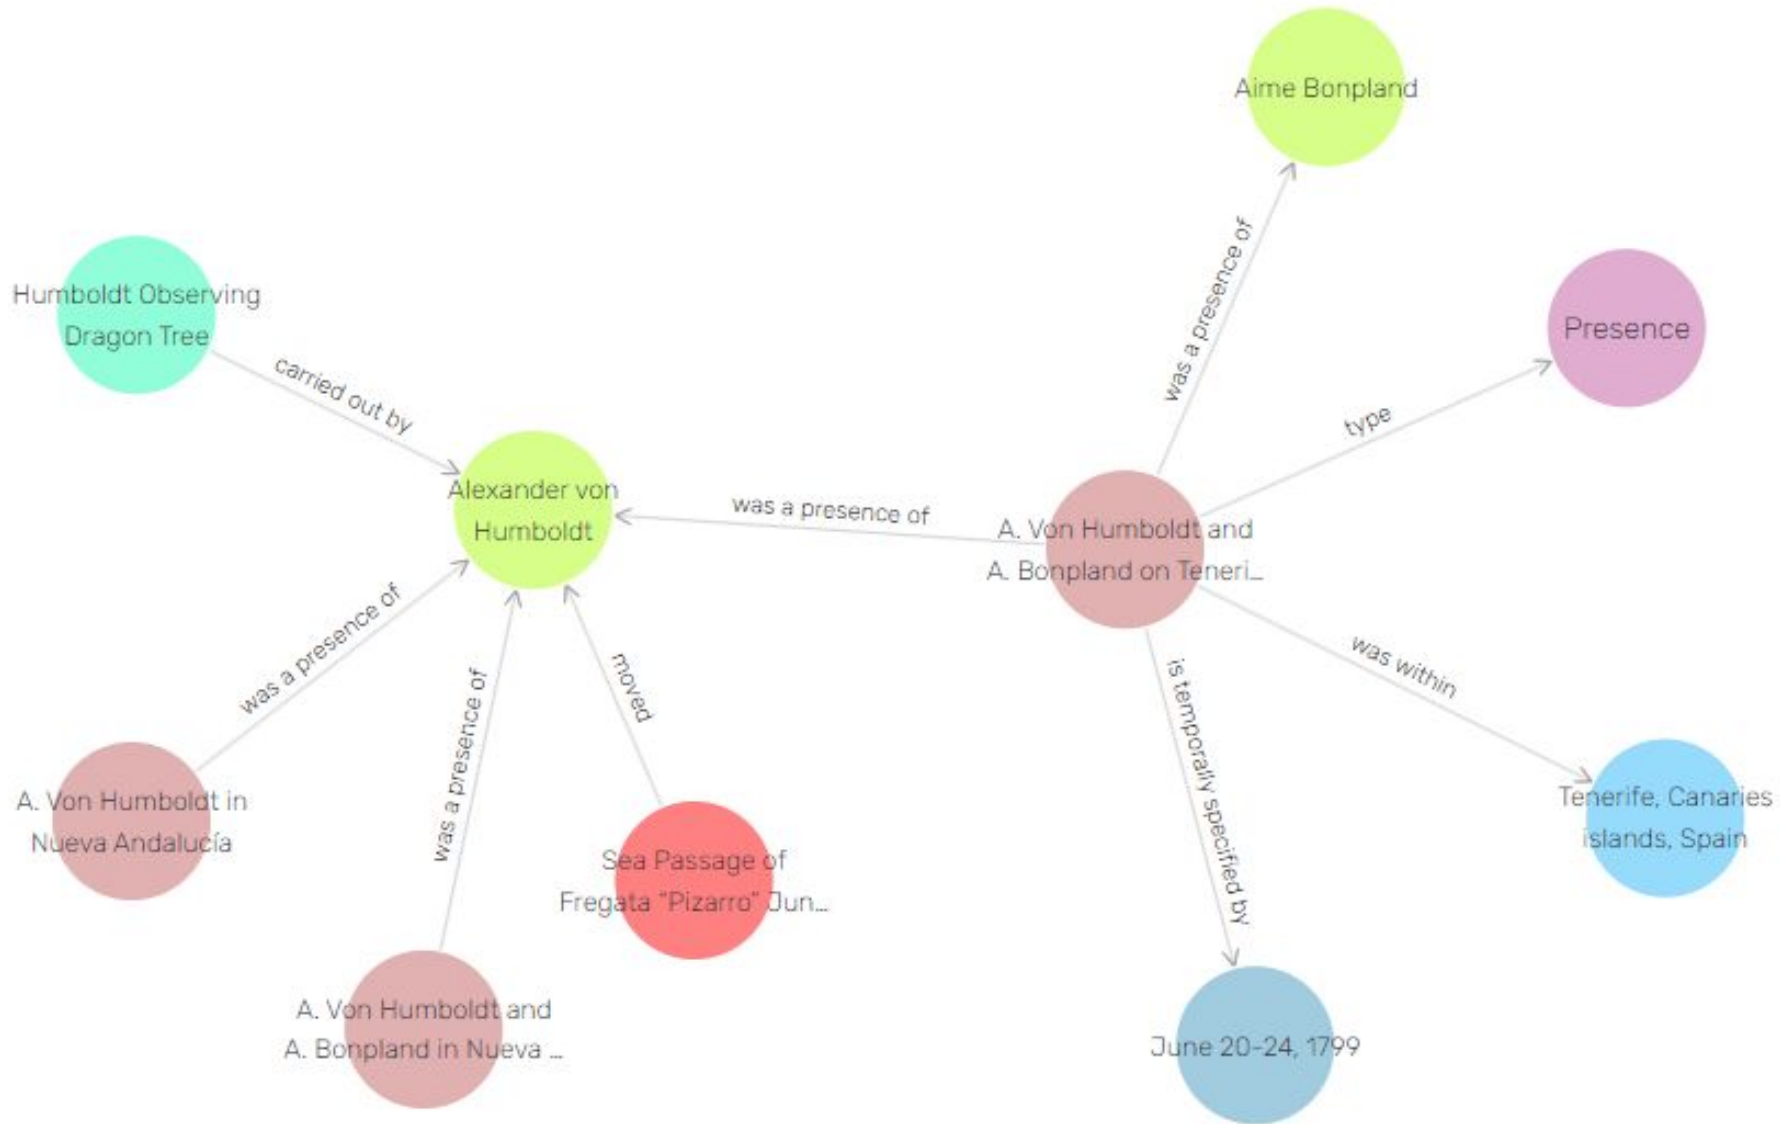 Aime Bonpland
was a presence of
Humboldt Observing
Dragon Tree
Presence
carried out by
type
Alexander von
Humboldt
was a presence of
A. Von Humboldt and
A. Bonpland on Teneri...
was a presence of
was a presence of
moved
is temporally specified by
was within
A. Von Humboldt in
Nueva Andalucía
Sea Passage of
Fregata "Pizarro" Jun...
Tenerife, Canaries
islands, Spain
A. Von Humboldt and
A. Bonpland in Nueva ...
June 20-24, 1799